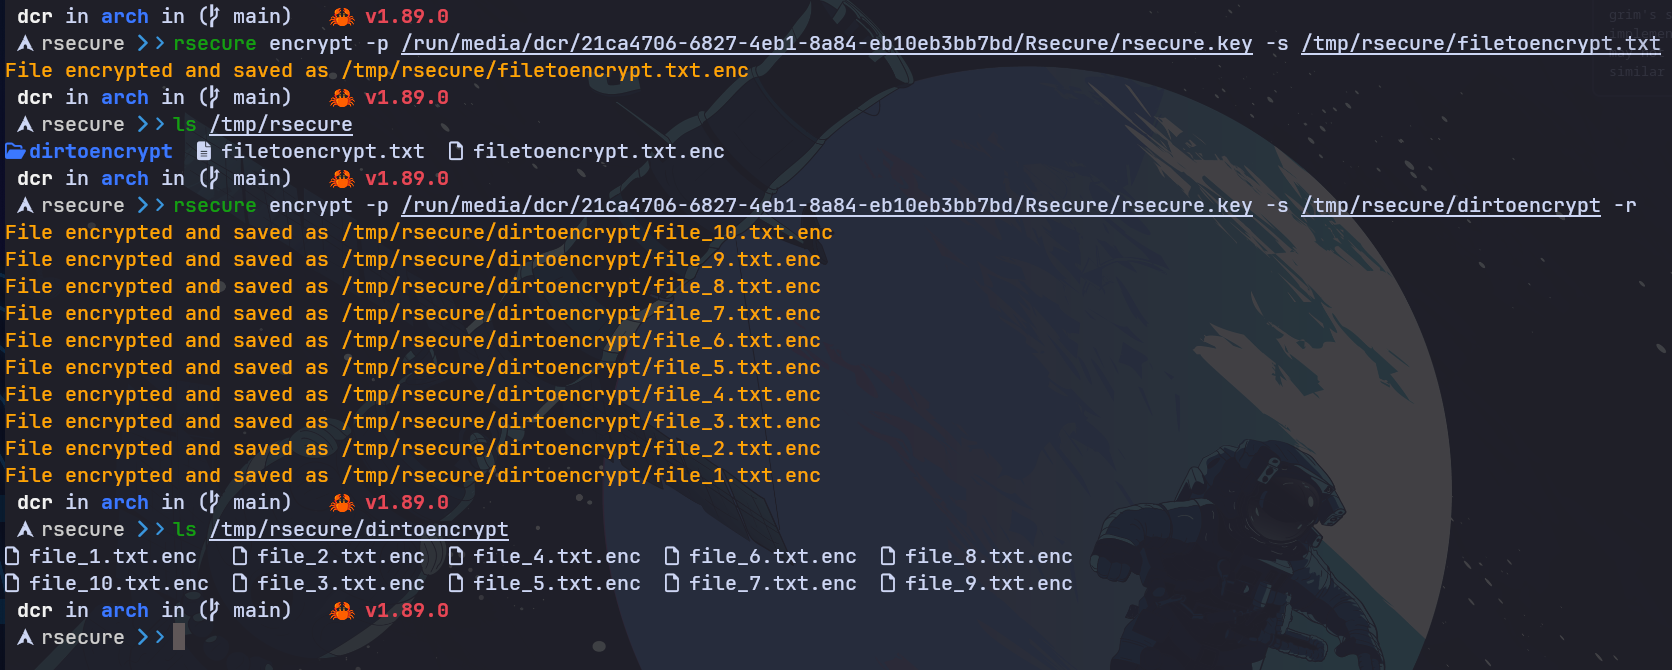 dcr in arch in ( main) 🦀 v1.89.0
rsecure >> rsecure encrypt -p /run/media/dcr/21ca4706-6827-4eb1-8a84-eb10eb3bb7bd/Rsecure/rsecure.key -s /tmp/rsecure/filetoencrypt.txt
File encrypted and saved as /tmp/rsecure/filetoencrypt.txt.enc
dcr in arch in ( main) 🦀 v1.89.0
rsecure >> ls /tmp/rsecure
dirtoencrypt filetoencrypt.txt filetoencrypt.txt.enc
dcr in arch in ( main) 🦀 v1.89.0
rsecure >> rsecure encrypt -p /run/media/dcr/21ca4706-6827-4eb1-8a84-eb10eb3bb7bd/Rsecure/rsecure.key -s /tmp/rsecure/dirtoencrypt -r
File encrypted and saved as /tmp/rsecure/dirtoencrypt/file_10.txt.enc
File encrypted and saved as /tmp/rsecure/dirtoencrypt/file_9.txt.enc
File encrypted and saved as /tmp/rsecure/dirtoencrypt/file_8.txt.enc
File encrypted and saved as /tmp/rsecure/dirtoencrypt/file_7.txt.enc
File encrypted and saved as /tmp/rsecure/dirtoencrypt/file_6.txt.enc
File encrypted and saved as /tmp/rsecure/dirtoencrypt/file_5.txt.enc
File encrypted and saved as /tmp/rsecure/dirtoencrypt/file_4.txt.enc
File encrypted and saved as /tmp/rsecure/dirtoencrypt/file_3.txt.enc
File encrypted and saved as /tmp/rsecure/dirtoencrypt/file_2.txt.enc
File encrypted and saved as /tmp/rsecure/dirtoencrypt/file_1.txt.enc
dcr in arch in ( main) 🦀 v1.89.0
rsecure >> ls /tmp/rsecure/dirtoencrypt
file_1.txt.enc file_2.txt.enc file_4.txt.enc file_6.txt.enc file_8.txt.enc
file_10.txt.enc file_3.txt.enc file_5.txt.enc file_7.txt.enc file_9.txt.enc
dcr in arch in ( main) 🦀 v1.89.0
rsecure >>
grim's
similar